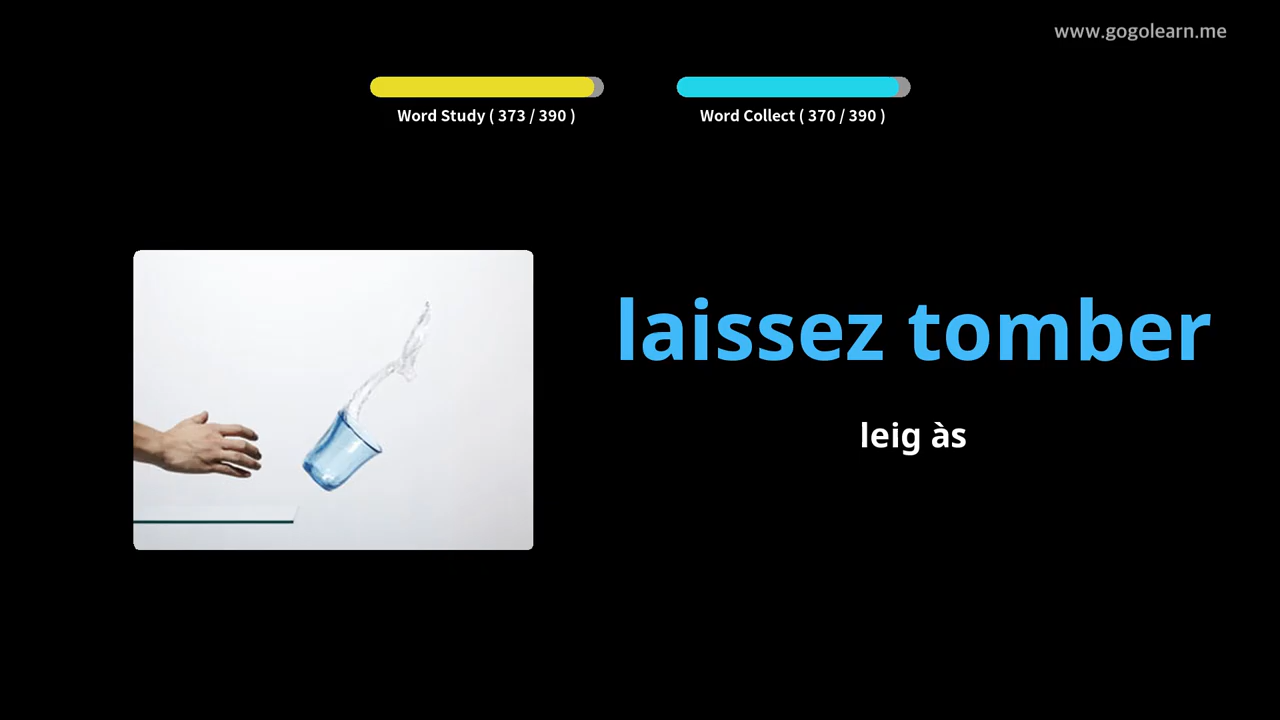 www.gogolearn.me
Word Study ( 373 / 390 )
Word Collect ( 370 / 390 )
laissez tomber
leig às